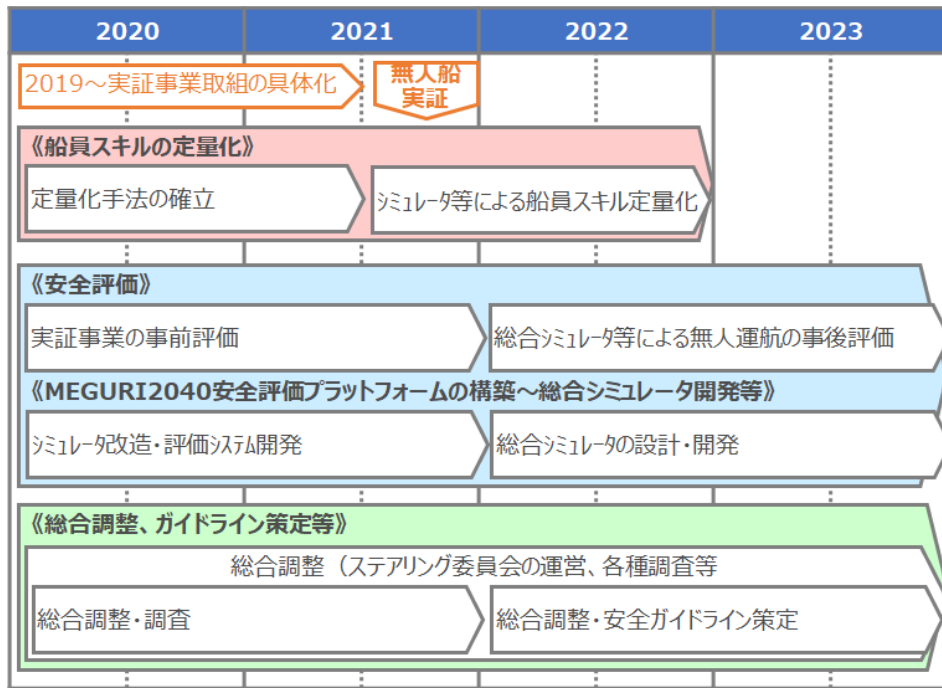 2020 2021 2022 2023
2019～実証事業取組の具体化
無人船
実証
《船員スキルの定量化》
定量化手法の確立
シミュレータ等による船員スキル定量化
《安全評価》
実証事業の事前評価
総合シミュレータ等による無人運航の事後評価
《MEGURI2040安全評価プラットフォームの構築～総合シミュレータ開発等》
シミュレータ改造・評価システム開発
総合シミュレータの設計・開発
《総合調整、ガイドライン策定等》
総合調整（ステアリング委員会の運営、各種調査等
総合調整・調査
総合調整・安全ガイドライン策定